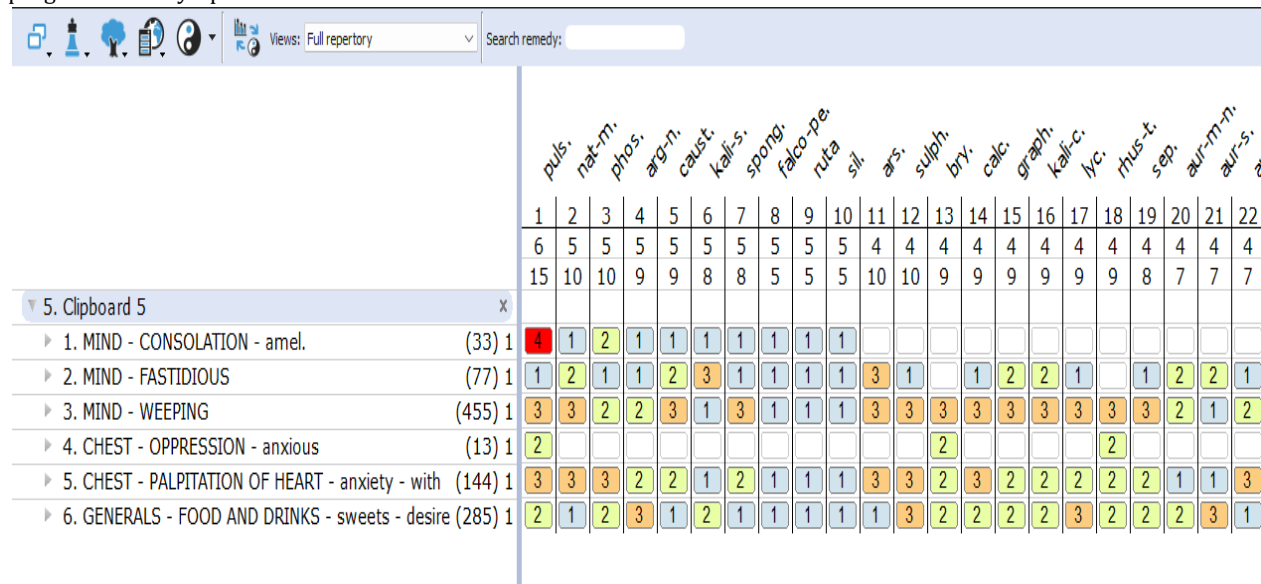 Views: Full repertory Search remedy:
puls. nat-m. phos. arg-n. caust. kali-s. spong. falco-pe. ruta sil. ars. sulph. bry. calc. graph. kali-c. lyc. rhus-t. sep. aur-m-n. aur-s.
1 2 3 4 5 6 7 8 9 10 11 12 13 14 15 16 17 18 19 20 21 22
6 5 5 5 5 5 5 5 5 5 4 4 4 4 4 4 4 4 4 4 4 4
15 10 10 9 9 8 8 5 5 5 10 10 9 9 9 9 9 9 8 7 7 7
5. Clipboard 5 x
1. MIND - CONSOLATION - amel. (33) 1 4 1 2 1 1 1 1 1 1 1
2. MIND - FASTIDIOUS (77) 1 1 2 1 1 2 3 1 1 1 1 3 1 1 2 2 1 1 2 2 1
3. MIND - WEEPING (455) 1 3 3 2 2 3 1 3 1 1 1 3 3 3 3 3 3 3 3 3 2 1 2
4. CHEST - OPPRESSION - anxious (13) 1 2 2 2
5. CHEST - PALPITATION OF HEART - anxiety - with (144) 1 3 3 3 2 2 1 2 1 1 1 3 3 2 3 2 2 2 2 2 1 1 3
6. GENERALS - FOOD AND DRINKS - sweets - desire (285) 1 2 1 2 3 1 2 1 1 1 1 1 3 2 2 2 2 3 2 2 2 3 1